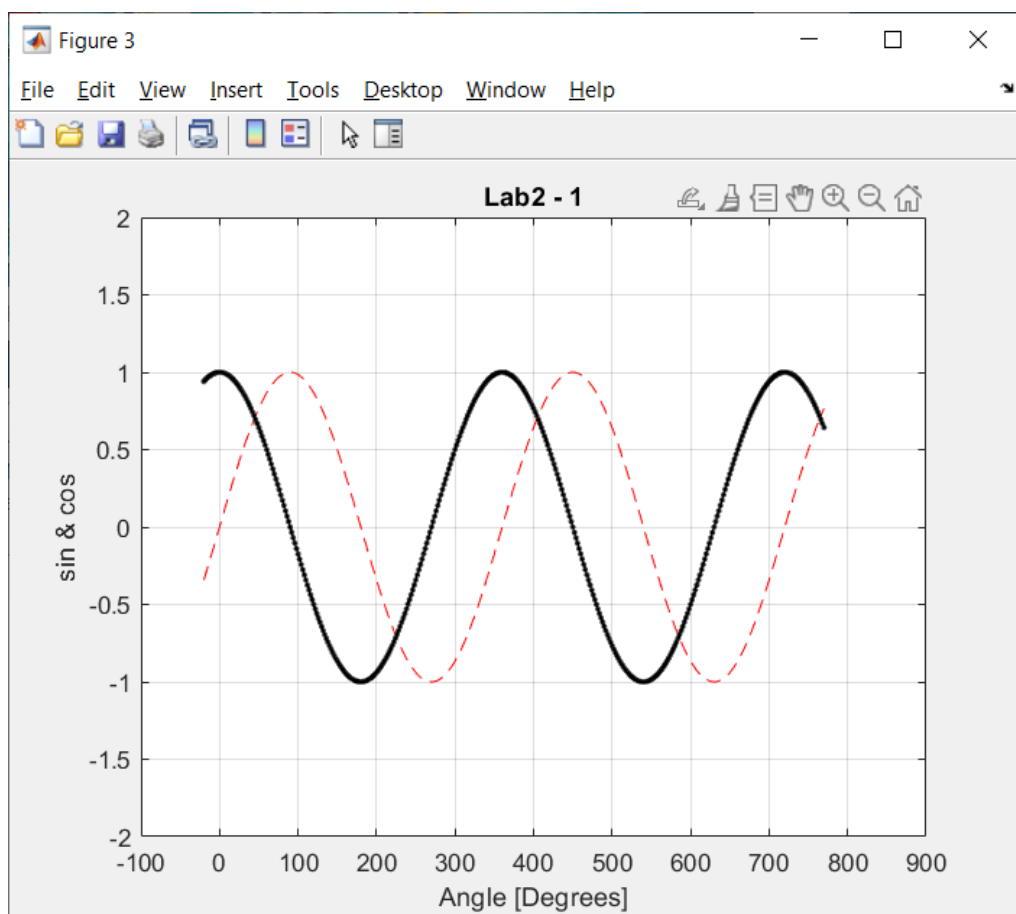 Figure 3
File Edit View Insert Tools Desktop Window Help
Lab2 - 1
2
1.5
1
0.5
0
-0.5
-1
-1.5
-2
sin & cos
-100 0 100 200 300 400 500 600 700 800 900
Angle [Degrees]